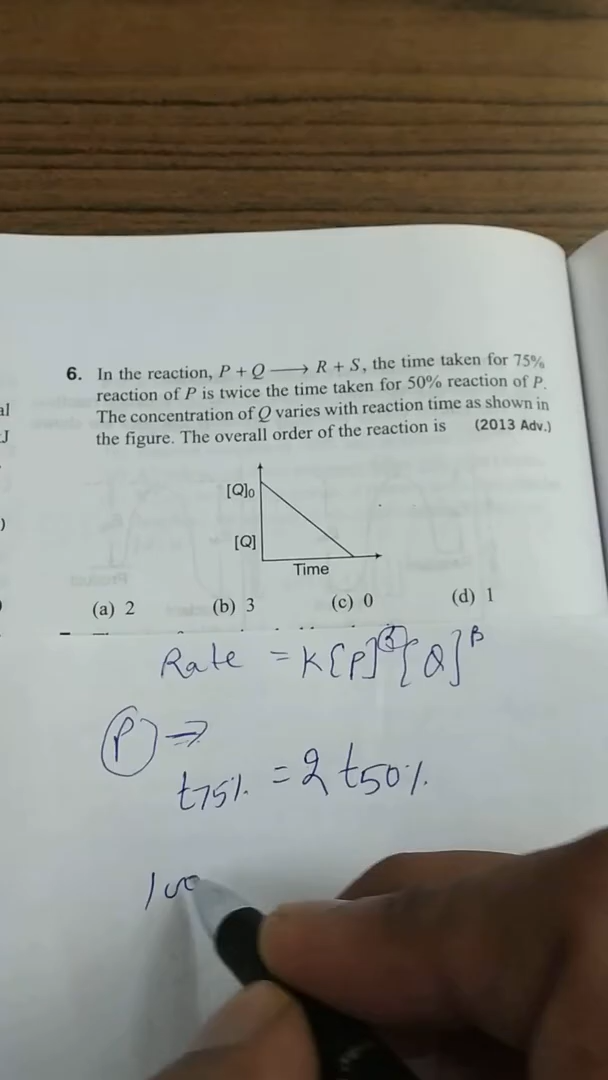 al
J
)
6. In the reaction, P + Q ⟶ R + S, the time taken for 75%
reaction of P is twice the time taken for 50% reaction of P.
The concentration of Q varies with reaction time as shown in
the figure. The overall order of the reaction is (2013 Adv.)
[Q]₀
[Q]
Time
(a) 2 (b) 3 (c) 0 (d) 1
Rate = K[P] [Q]^β
P ⇒
t75% = 2 t50%
100